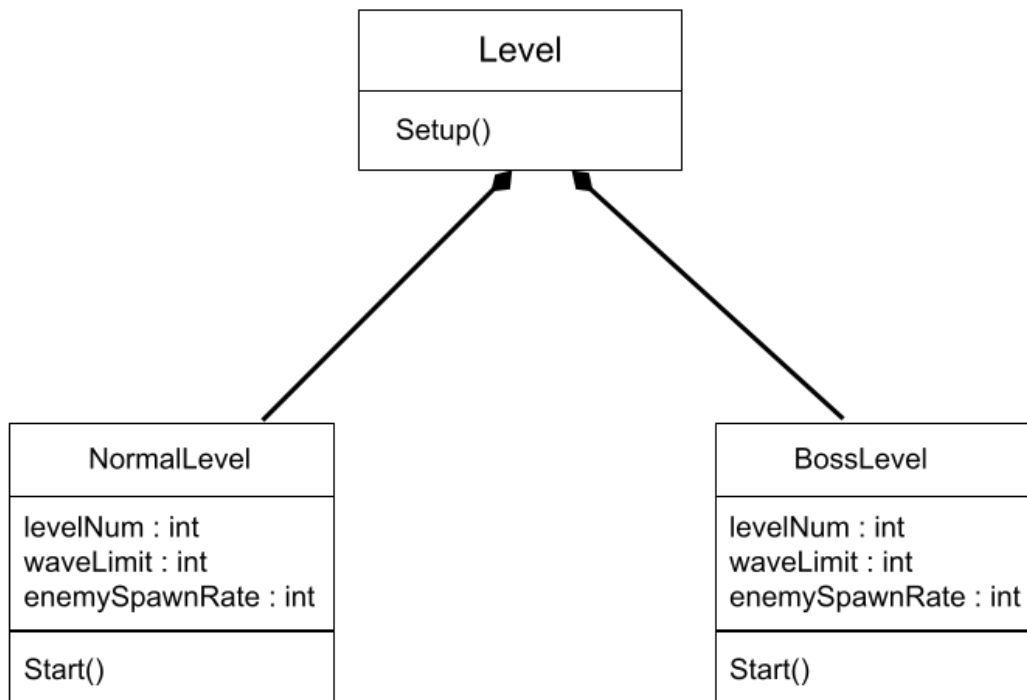 Level
Setup()
NormalLevel
levelNum : int
waveLimit : int
enemySpawnRate : int
Start()
BossLevel
levelNum : int
waveLimit : int
enemySpawnRate : int
Start()